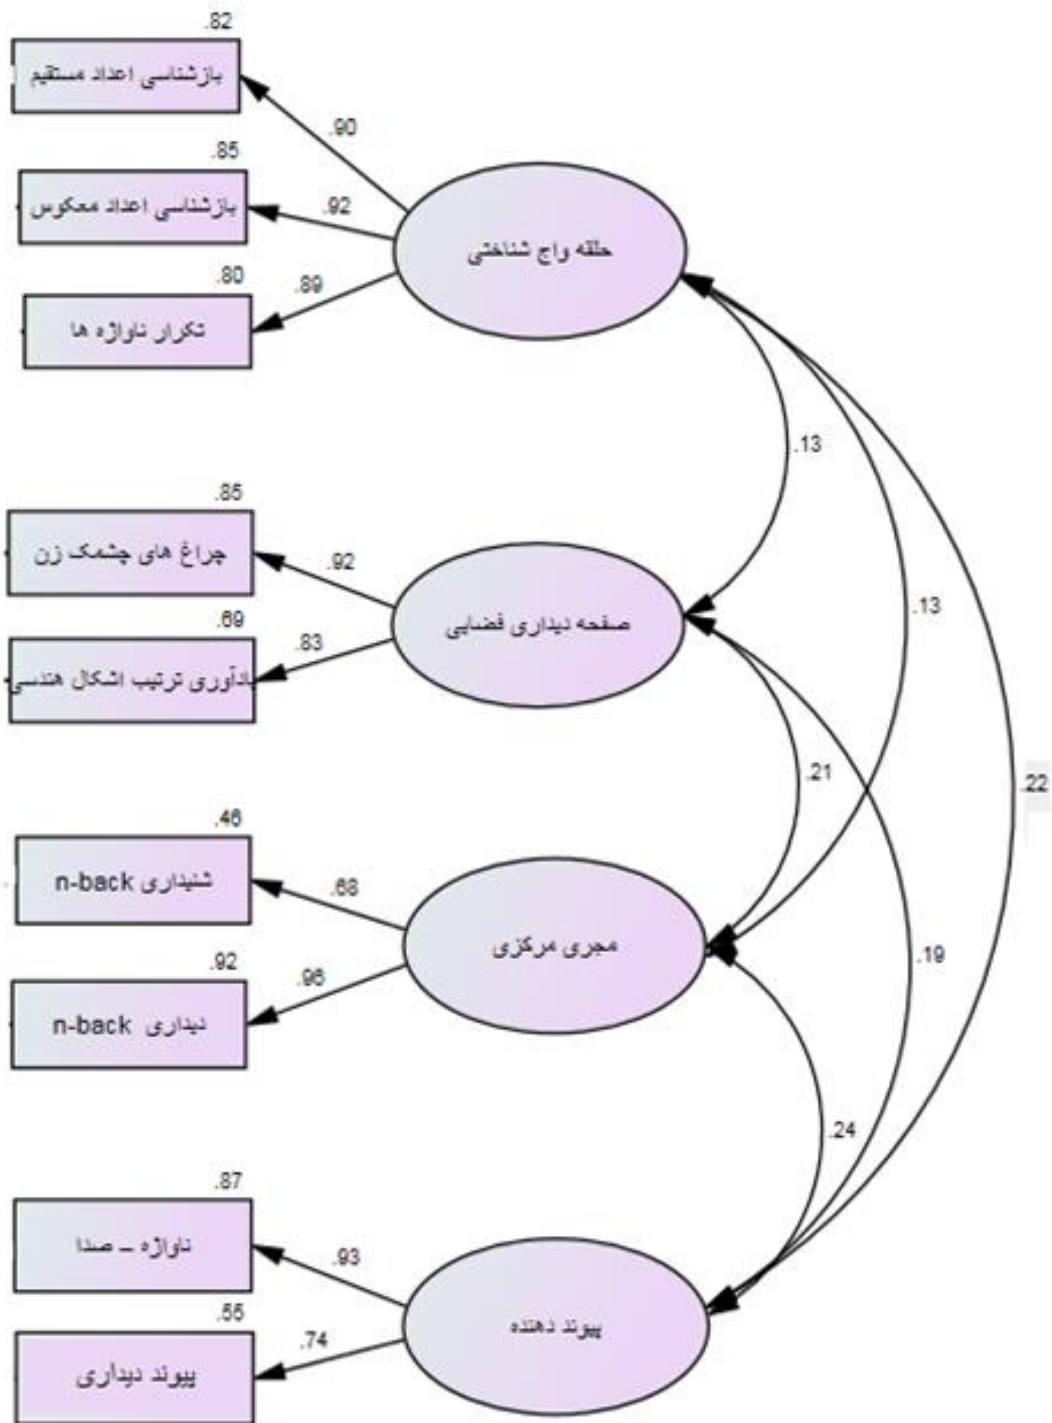 .82
بازشناسی اعداد مستقیم
.90
.85
بازشناسی اعداد معکوس
.92
حلقه واج شناختی
.80
تکرار ناواژه ها
.89
.13
.85
چراغ های چشمک زن
.92
.13
صفحه دیداری فضایی
.69
یادآوری ترتیب اشکال هندسی
.83
.21
.22
.46
شنیداری n-back
.68
مجری مرکزی
.19
.92
دیداری n-back
.96
.24
.87
ناواژه – صدا
.93
پیوند دهنده
.55
پیوند دیداری
.74